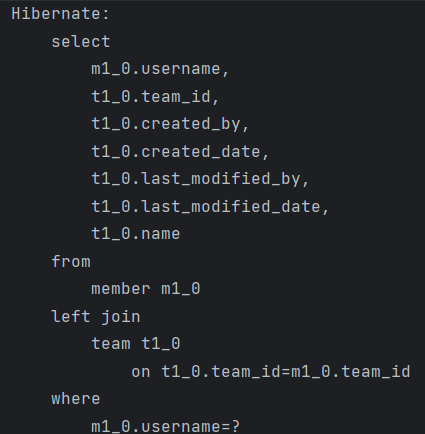 Hibernate:
    select
        m1_0.username,
        t1_0.team_id,
        t1_0.created_by,
        t1_0.created_date,
        t1_0.last_modified_by,
        t1_0.last_modified_date,
        t1_0.name
    from
        member m1_0
    left join
        team t1_0
            on t1_0.team_id=m1_0.team_id
    where
        m1_0.username=?